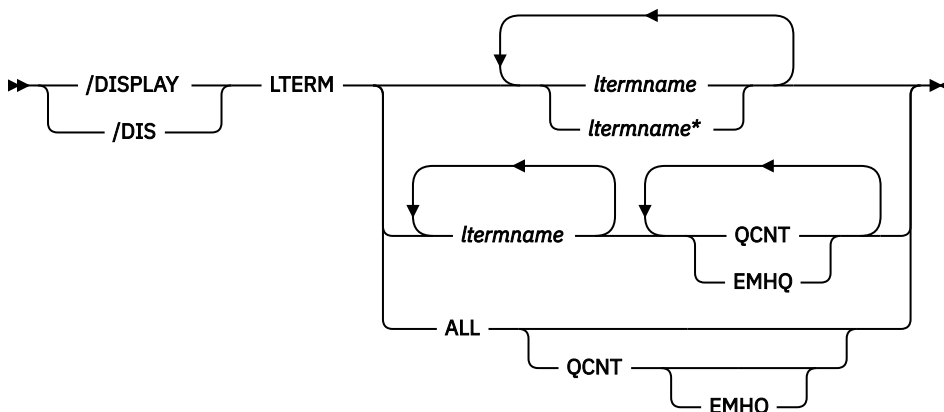 /DISPLAY LTERM ltermname
/DIS ltermname*
ltermname QCNT
EMHQ
ALL
QCNT
EMHQ